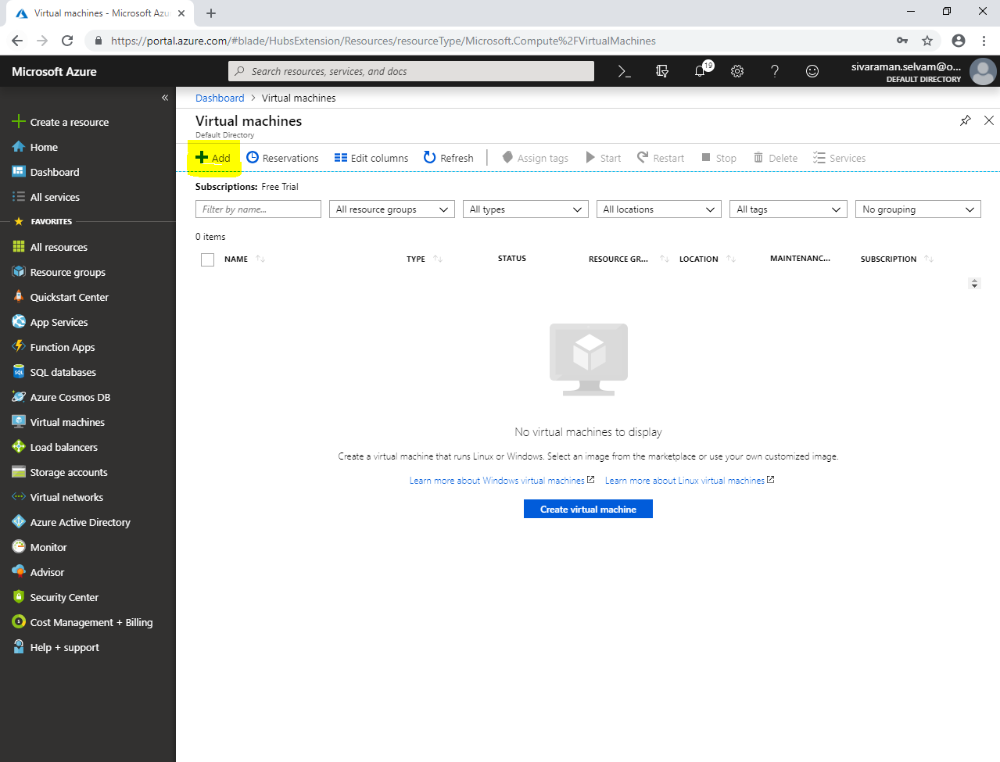 Virtual machines - Microsoft Azu
https://portal.azure.com/#blade/HubsExtension/Resources/resourceType/Microsoft.Compute%2FVirtualMachines
Microsoft Azure
Search resources, services, and docs
19
sivaraman.selvam@o...
DEFAULT DIRECTORY
Create a resource
Home
Dashboard
All services
FAVORITES
All resources
Resource groups
Quickstart Center
App Services
Function Apps
SQL databases
Azure Cosmos DB
Virtual machines
Load balancers
Storage accounts
Virtual networks
Azure Active Directory
Monitor
Advisor
Security Center
Cost Management + Billing
Help + support
Dashboard > Virtual machines
Virtual machines
Default Directory
Add Reservations Edit columns Refresh Assign tags Start Restart Stop Delete Services
Subscriptions: Free Trial
Filter by name... All resource groups All types All locations All tags No grouping
0 items
NAME TYPE STATUS RESOURCE GR... LOCATION MAINTENANC... SUBSCRIPTION
No virtual machines to display
Create a virtual machine that runs Linux or Windows. Select an image from the marketplace or use your own customized image.
Learn more about Windows virtual machines Learn more about Linux virtual machines
Create virtual machine